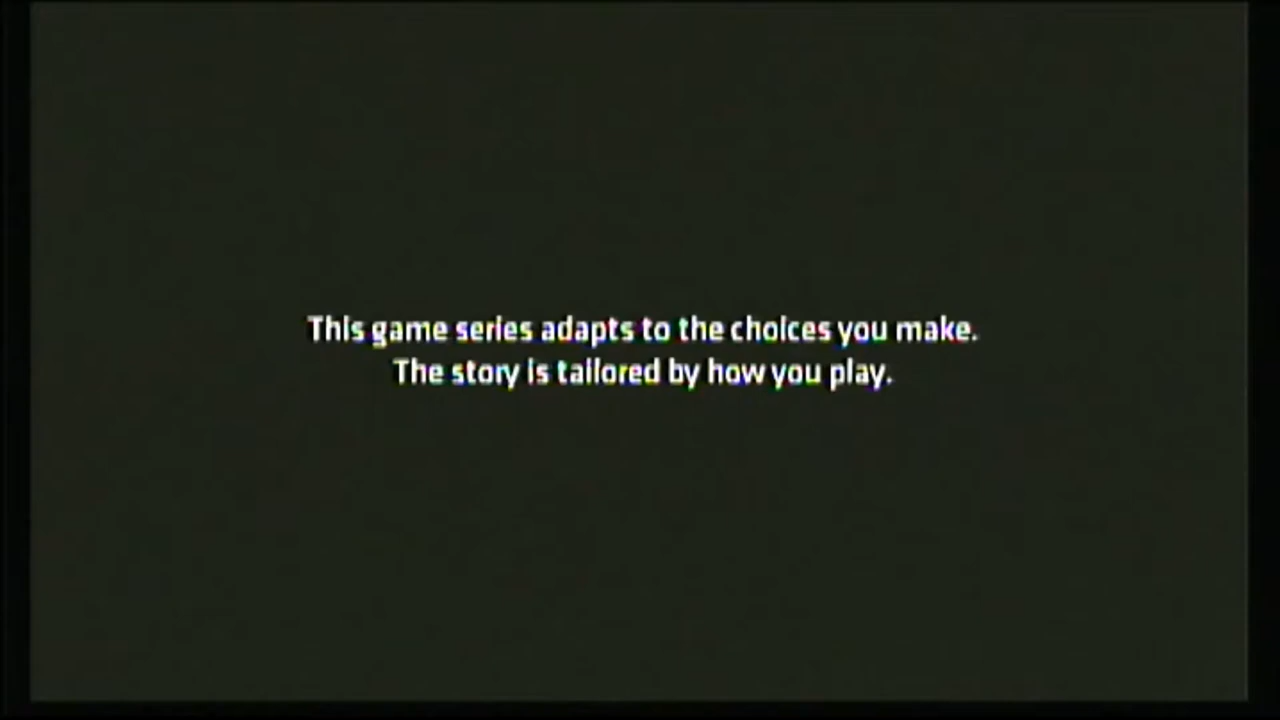 This game series adapts to the choices you make.
The story is tailored by how you play.